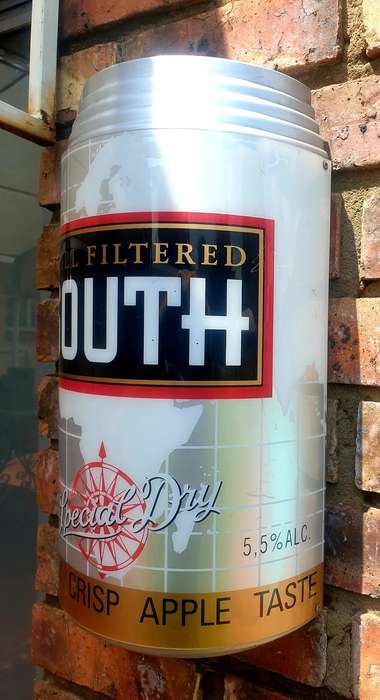 FILTERED
OUTH
Special Dry
5,5% ALC.
CRISP APPLE TASTE